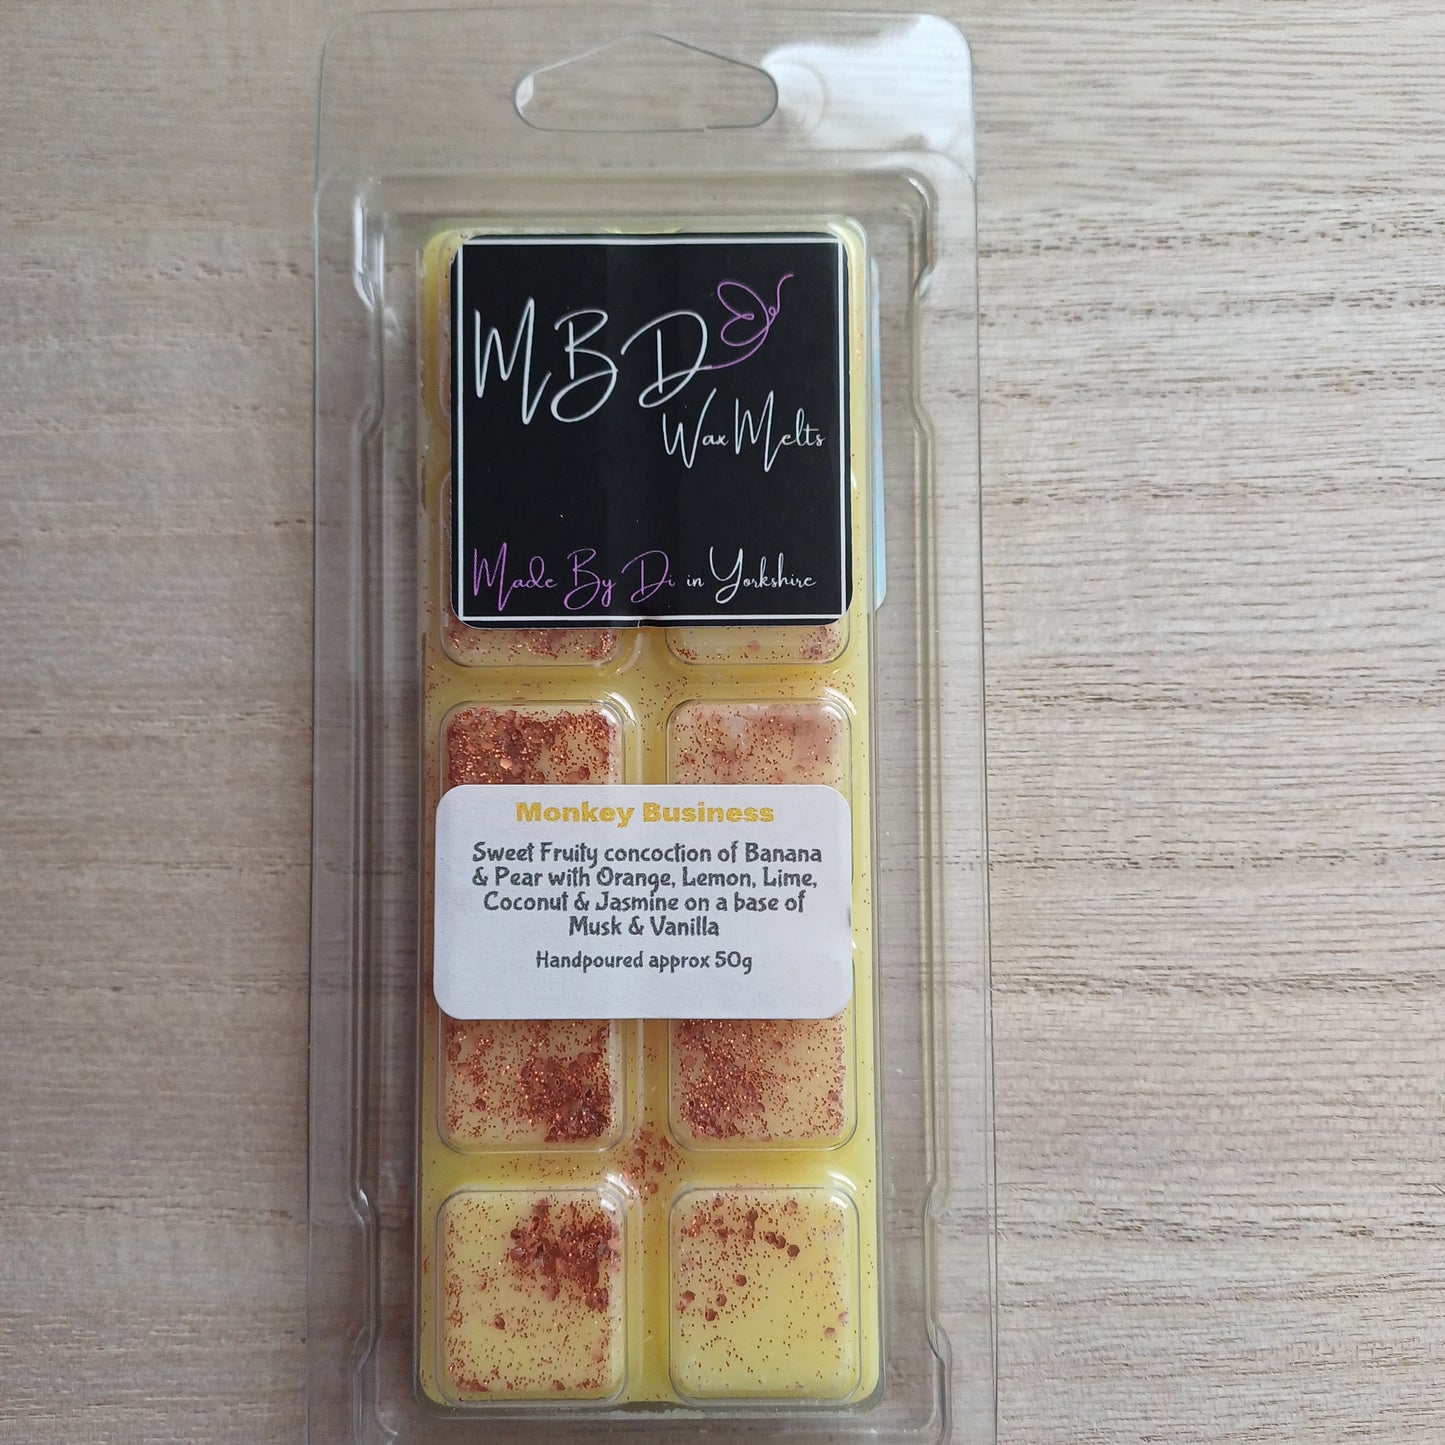 MBD
Wax Melts
Made By Di in Yorkshire
Monkey Business
Sweet Fruity concoction of Banana
& Pear with Orange, Lemon, Lime,
Coconut & Jasmine on a base of
Musk & Vanilla
Handpoured approx 50g